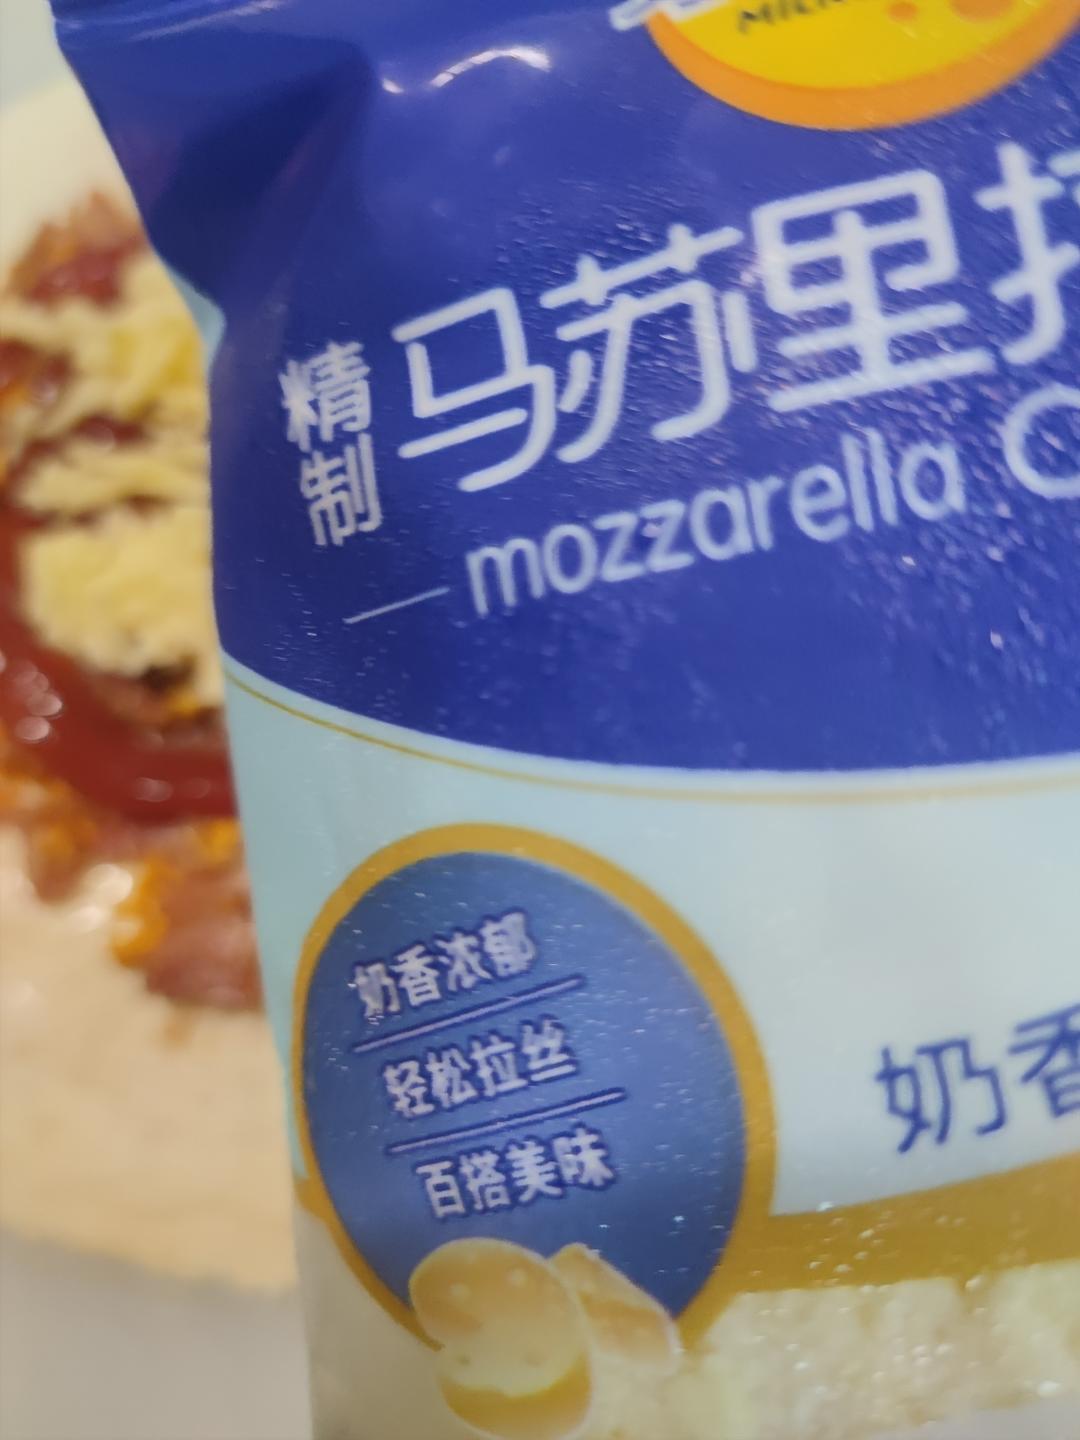 精制
马苏里拉
mozzarella
奶香浓郁
轻松拉丝
百搭美味
奶香